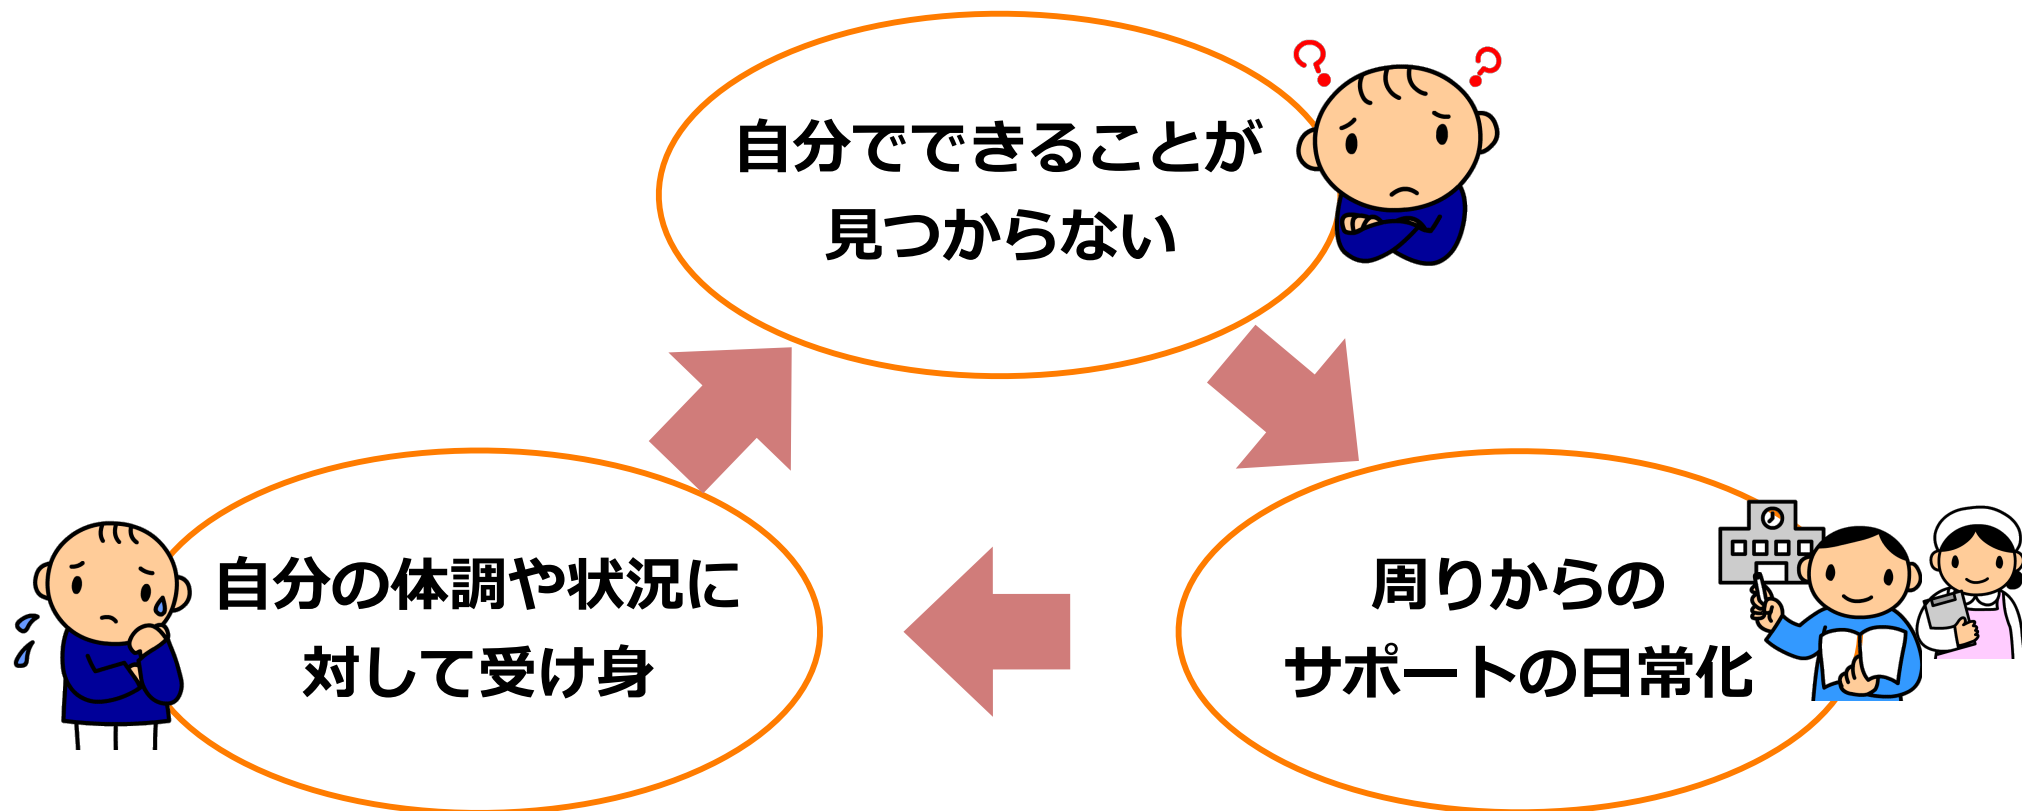 自分でできることが
見つからない
周りからの
サポートの日常化
自分の体調や状況に
対して受け身